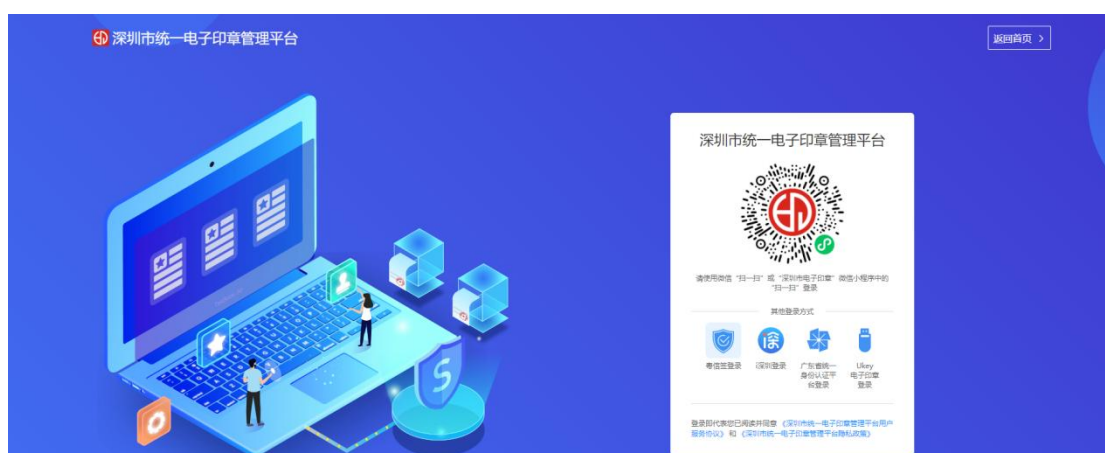 深圳市统一电子印章管理平台
返回首页 >
深圳市统一电子印章管理平台
请使用微信“扫一扫”或“深圳市电子印章”微信小程序中的
“扫一扫”登录
其他登录方式
粤信签登录
i深圳登录
广东省统一
身份认证平
台登录
Ukey
电子印章
登录
登录即代表您已阅读并同意《深圳市统一电子印章管理平台用户
服务协议》和《深圳市统一电子印章管理平台隐私政策》
S